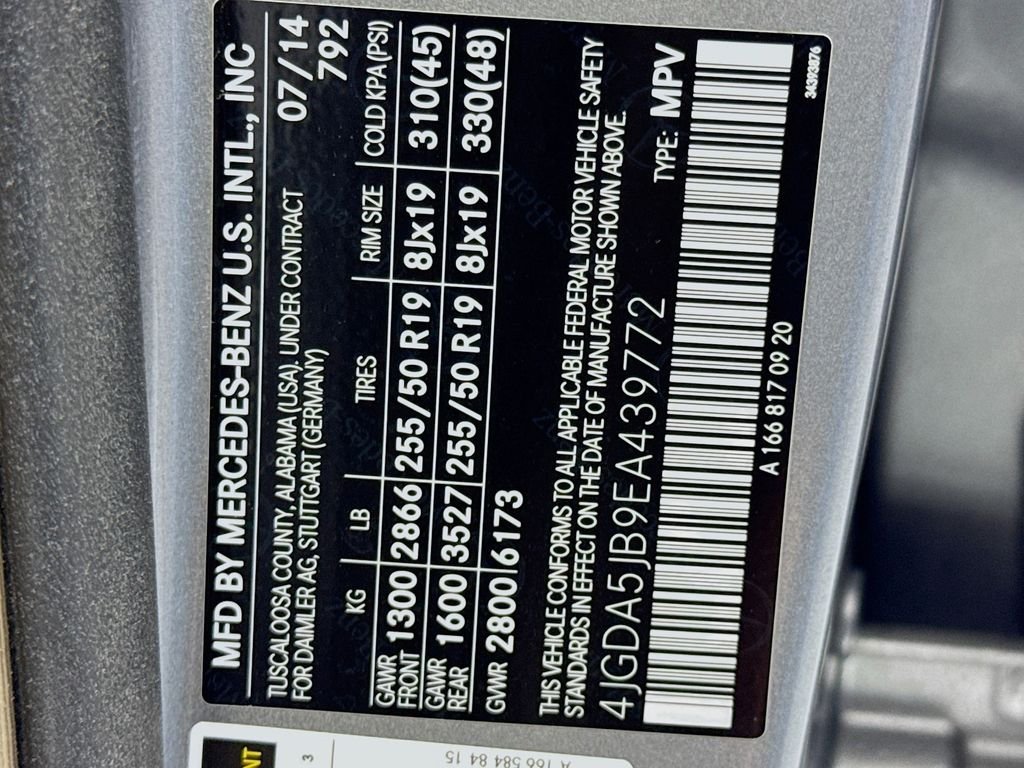 MFD BY MERCEDES-BENZ U.S. INTL., INC
TUSCALOOSA COUNTY, ALABAMA (USA). UNDER CONTRACT 07/14
FOR DAIMLER AG, STUTTGART (GERMANY) 792
KG LB TIRES RIM SIZE COLD KPA (PSI)
GAWR FRONT 1300 2866 255/50 R19 8Jx19 310(45)
GAWR REAR 1600 3527 255/50 R19 8Jx19 330(48)
GWWR 2800 6173
THIS VEHICLE CONFORMS TO ALL APPLICABLE FEDERAL MOTOR VEHICLE SAFETY
STANDARDS IN EFFECT ON THE DATE OF MANUFACTURE SHOWN ABOVE.
4JGDA5JB9EA439772 TYPE: MPV
A 166 817 09 20
34393876
NT
3
A 166 584 84 15